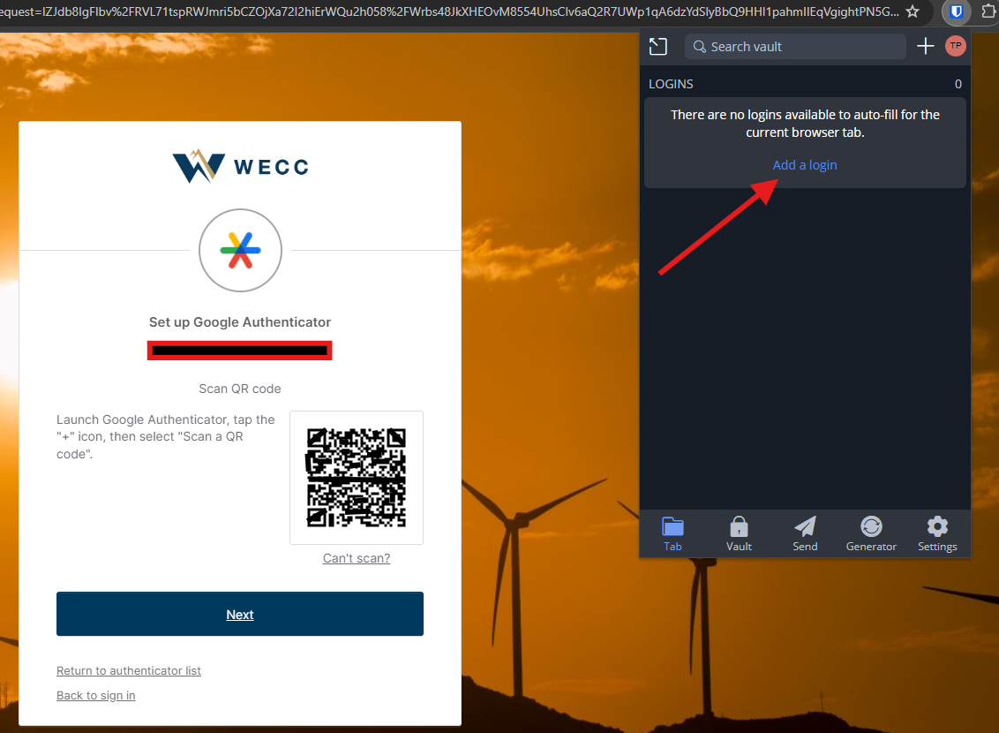 equest=IZJdb8IgFIbv%2FRVL71tspRWJmri5bCZOjXa72I2hiErWQu2h058%2FWrbs48JkXHEOvM8554UhsClv6aQ2R7UWp1qA6dzYdSlyBbQ9HHl1pahmIIEqVgightPN5G...
Search vault
TP
LOGINS
0
There are no logins available to auto-fill for the
current browser tab.
Add a login
WECC
Set up Google Authenticator
Scan QR code
Launch Google Authenticator, tap the
"+" icon, then select "Scan a QR
code".
Can't scan?
Next
Return to authenticator list
Back to sign in
Tab
Vault
Send
Generator
Settings